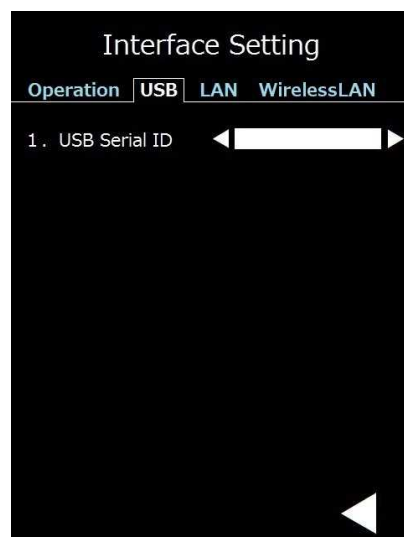 Interface Setting
Operation USB LAN WirelessLAN
1. USB Serial ID